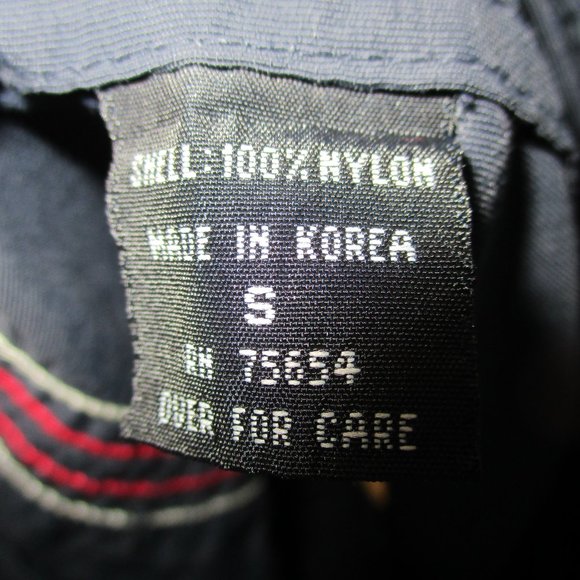 SHELL:100% NYLON
MADE IN KOREA
S
RN 75654
OVER FOR CARE